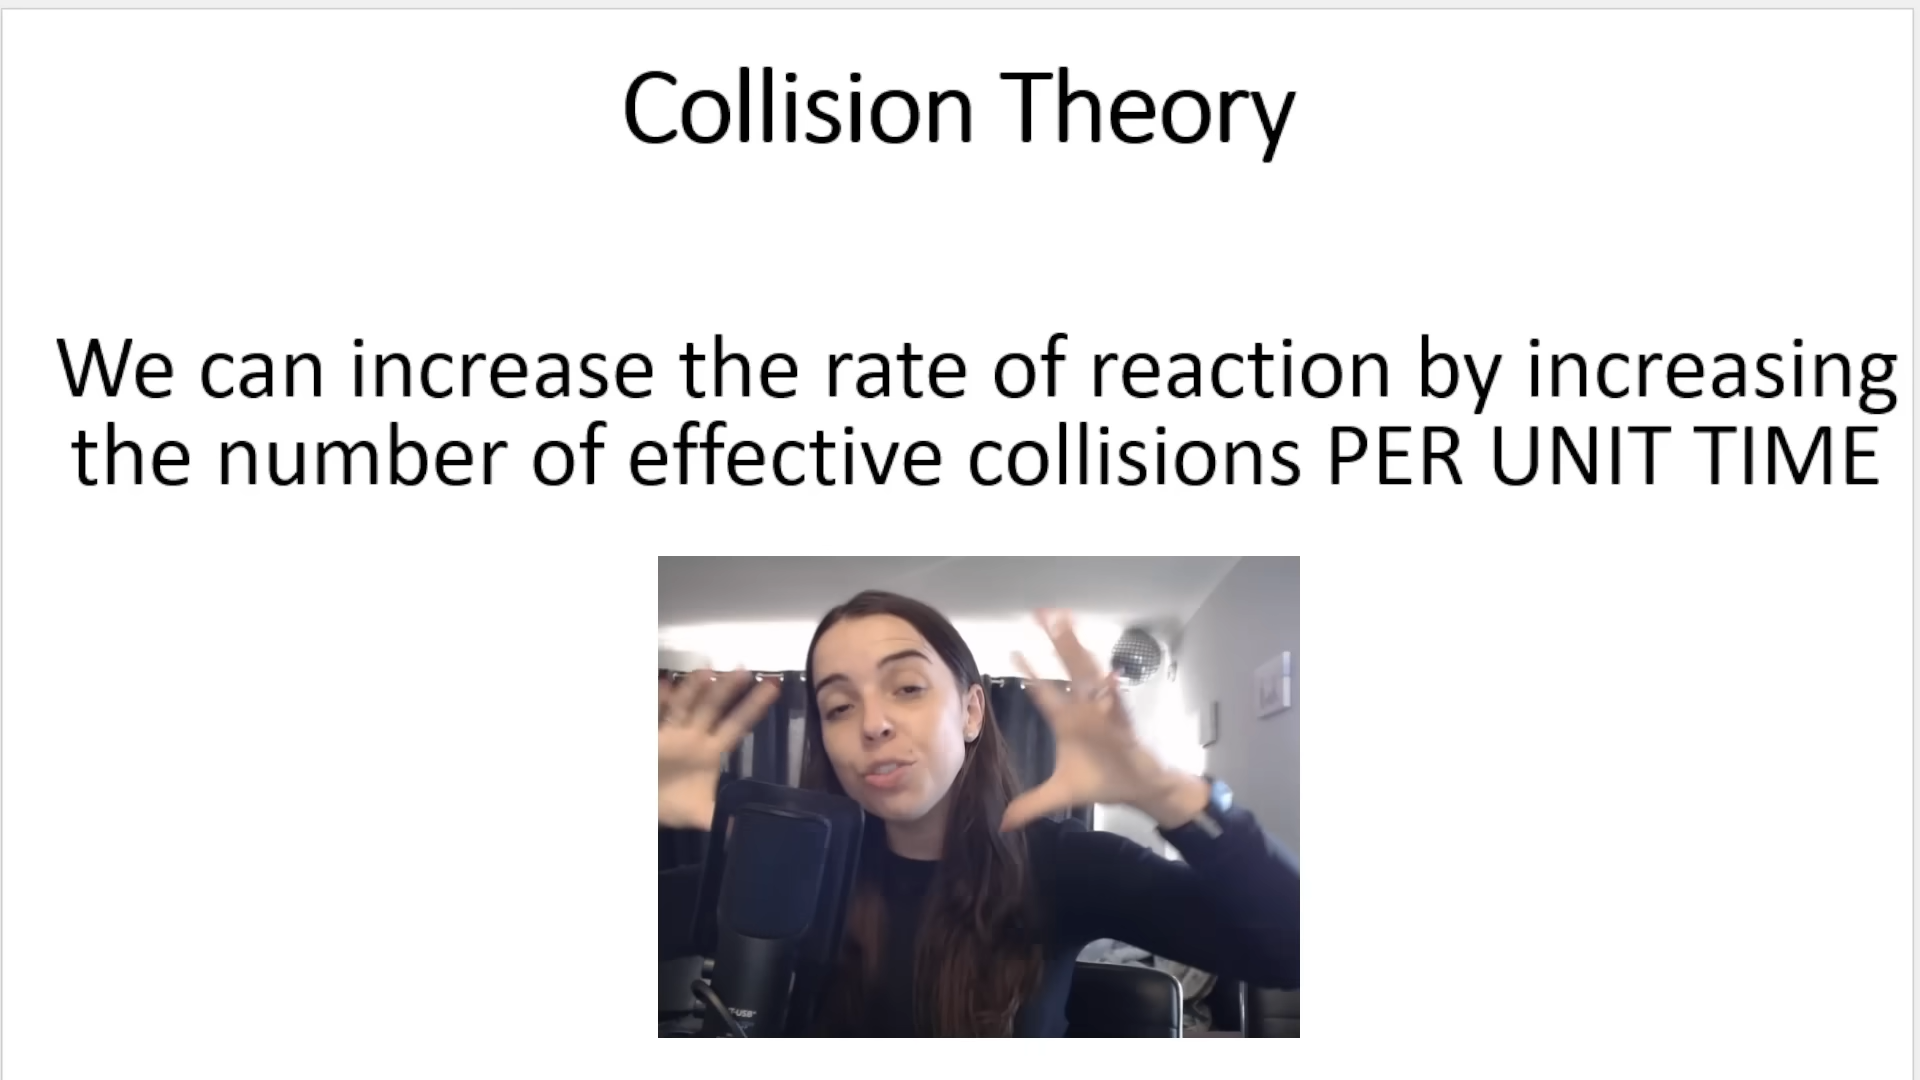 Collision Theory
We can increase the rate of reaction by increasing
the number of effective collisions PER UNIT TIME
T-USB